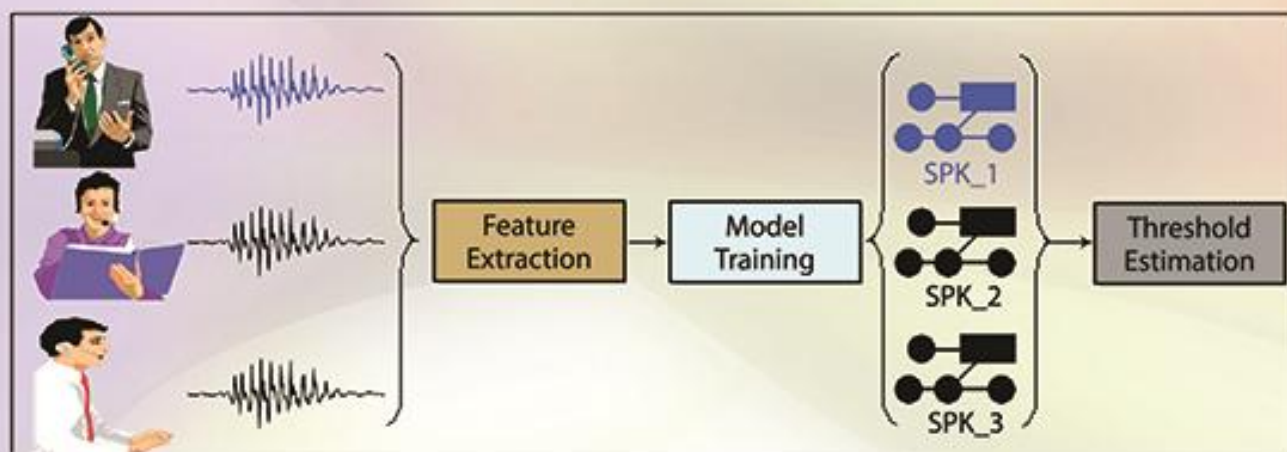 Feature
Extraction
Model
Training
SPK_1
SPK_2
SPK_3
Threshold
Estimation